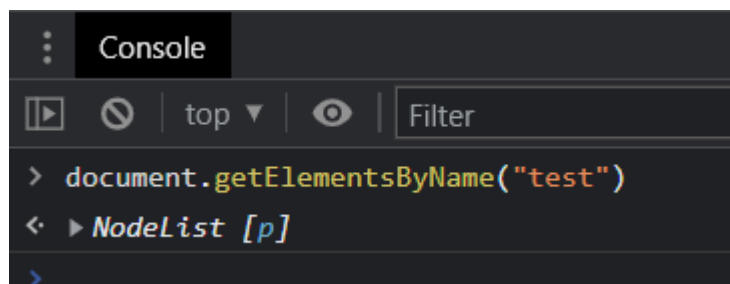 Console
top ▼ Filter
> document.getElementsByName("test")
<· ▶ NodeList [p]
>